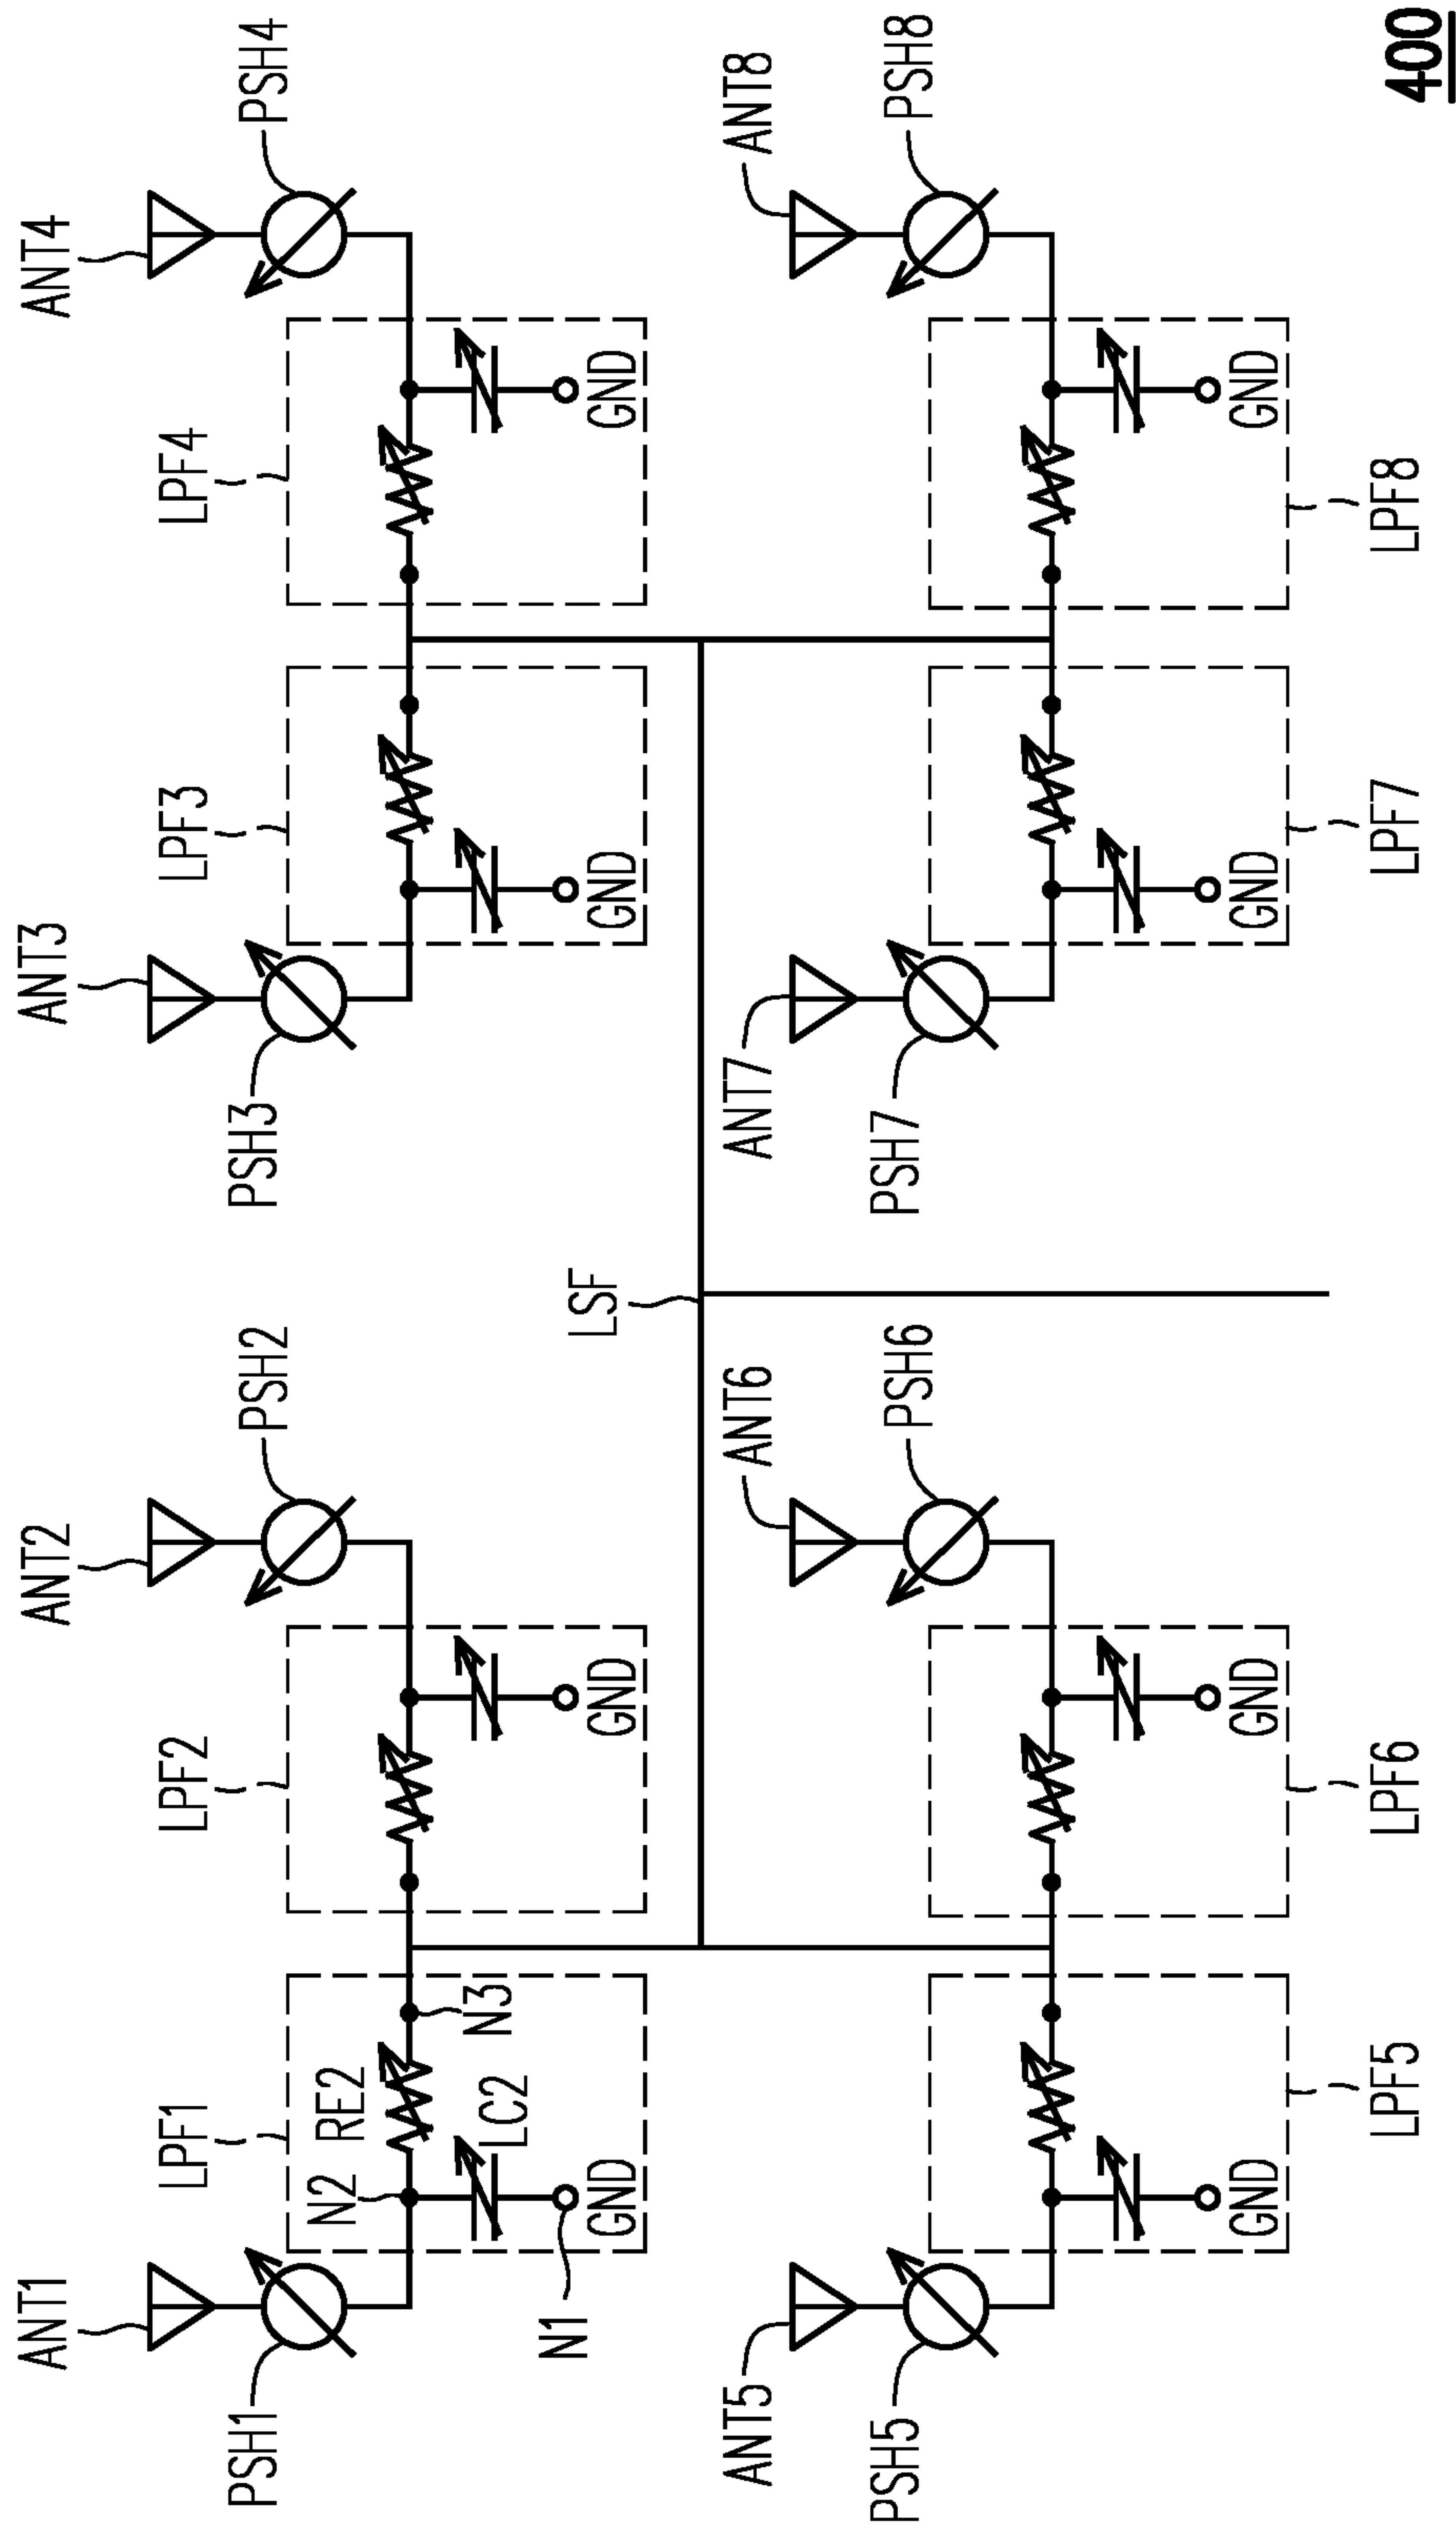 ANT1
ANT2
ANT3
ANT4
PSH1
PSH2
PSH3
PSH4
LPF1
LPF2
LPF3
LPF4
N2
RE2
N3
LC2
N1
GND
GND
GND
GND
LSF
ANT5
ANT6
ANT7
ANT8
PSH5
PSH6
PSH7
PSH8
GND
GND
GND
GND
LPF5
LPF6
LPF7
LPF8
400